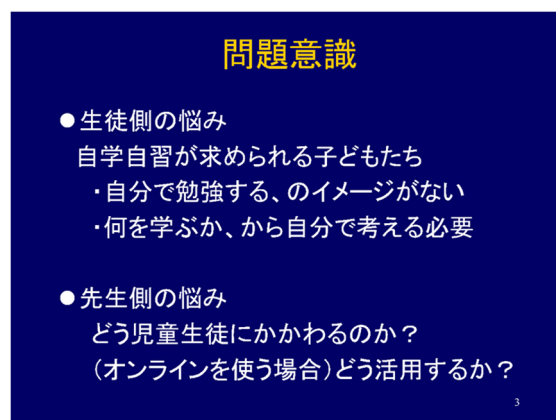 問題意識
●生徒側の悩み
自学自習が求められる子どもたち
・自分で勉強する、のイメージがない
・何を学ぶか、から自分で考える必要
●先生側の悩み
どう児童生徒にかかわるのか？
（オンラインを使う場合）どう活用するか？
3